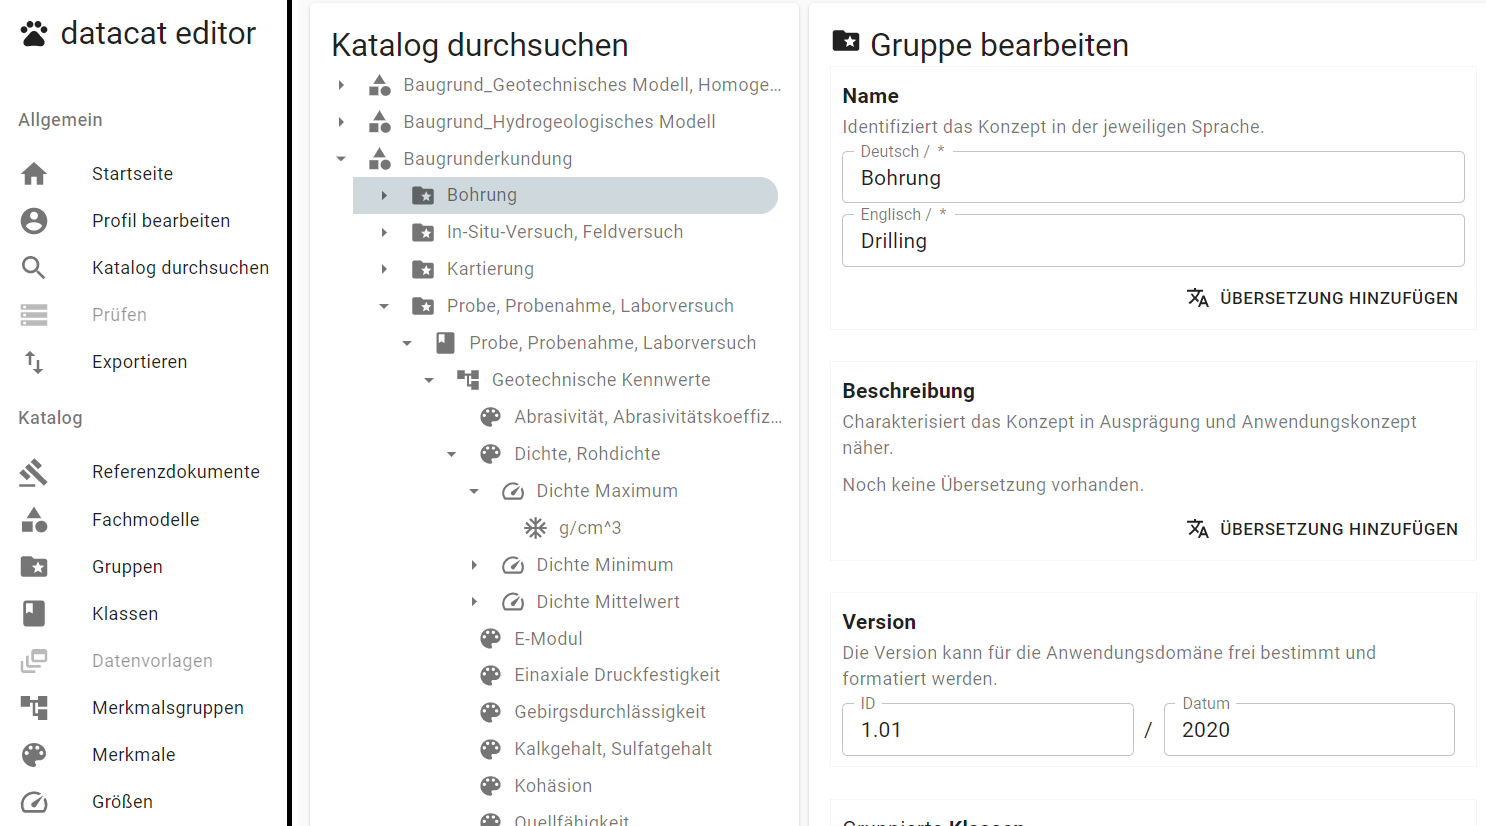 datacat editor
Allgemein
Startseite
Profil bearbeiten
Katalog durchsuchen
Prüfen
Exportieren
Katalog
Referenzdokumente
Fachmodelle
Gruppen
Klassen
Datenvorlagen
Merkmalsgruppen
Merkmale
Größen
Katalog durchsuchen
Baugrund_Geotechnisches Modell, Homoge...
Baugrund_Hydrogeologisches Modell
Baugrunderkundung
Bohrung
In-Situ-Versuch, Feldversuch
Kartierung
Probe, Probenahme, Laborversuch
Probe, Probenahme, Laborversuch
Geotechnische Kennwerte
Abrasivität, Abrasivitätskoeffiz...
Dichte, Rohdichte
Dichte Maximum
g/cm^3
Dichte Minimum
Dichte Mittelwert
E-Modul
Einaxiale Druckfestigkeit
Gebirgsdurchlässigkeit
Kalkgehalt, Sulfatgehalt
Kohäsion
Quellfähigkeit
Gruppe bearbeiten
Name
Identifiziert das Konzept in der jeweiligen Sprache.
Deutsch / *
Bohrung
Englisch / *
Drilling
ÜBERSETZUNG HINZUFÜGEN
Beschreibung
Charakterisiert das Konzept in Ausprägung und Anwendungskonzept
näher.
Noch keine Übersetzung vorhanden.
ÜBERSETZUNG HINZUFÜGEN
Version
Die Version kann für die Anwendungsdomäne frei bestimmt und
formatiert werden.
ID
1.01
/
Datum
2020
Gruppierte Klassen